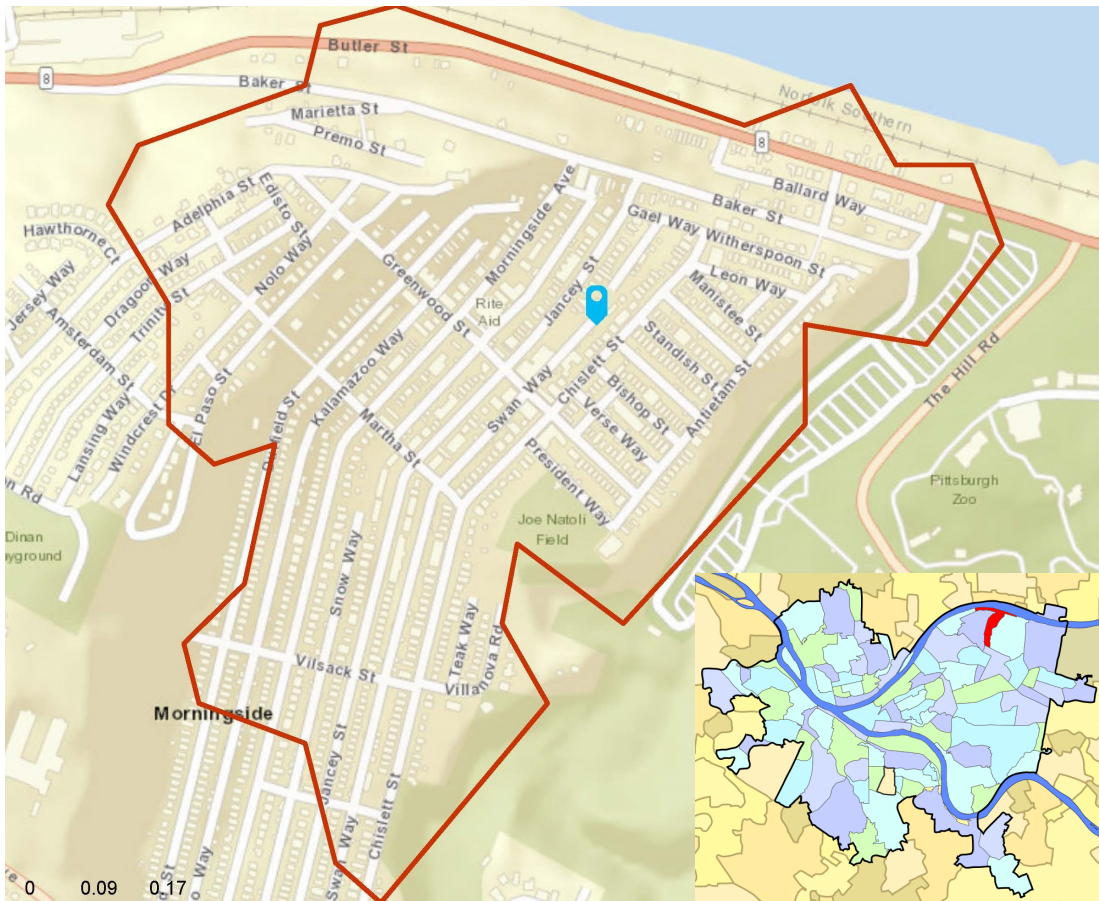 Butler St
8
Baker St
Norfolk Southern
Marietta St
Premo St
8
Ballard Way
Baker St
Adelphia St
Edisto St
Morningside Ave
Gael Way
Witherspoon St
Hawthorne Ct
Nolo Way
Greenwood St
Leon Way
Jersey Way
Dragoon Way
Jancey St
Manistee St
Trinity St
Rite
Aid
Amsterdam St
Standish St
The Hill Rd
Kalamazoo Way
Swan Way
Chislett St
Bishop St
Antietam St
El Paso St
Verse Way
Lansing Way
Windcrest Dr
Martha St
President Way
Pittsburgh
Zoo
on Rd
Joe Natoli
Field
Dinan
ayground
Snow Way
Teak Way
Villanova Rd
Vilsack St
Morningside
Jancey St
Chislett St
Swan Way
o Way
St
0 0.09 0.17